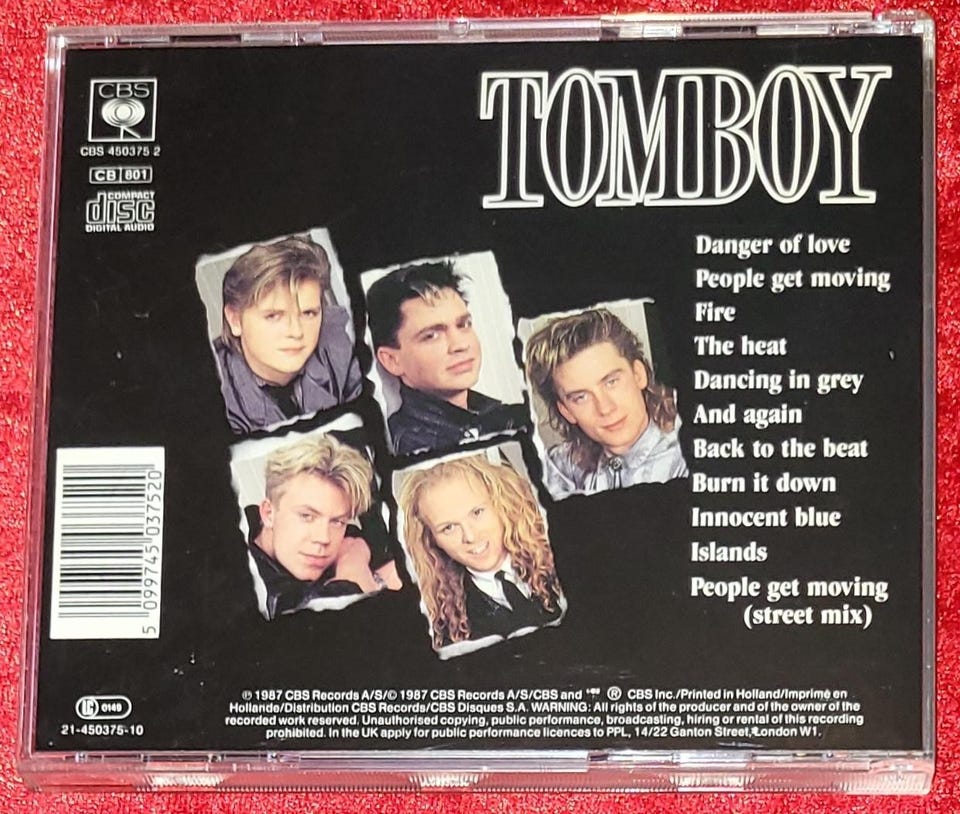 CBS
CBS 450375 2
CB 801
COMPACT
disc
DIGITAL AUDIO
TOMBOY
Danger of love
People get moving
Fire
The heat
Dancing in grey
And again
Back to the beat
Burn it down
Innocent blue
Islands
People get moving
(street mix)
5 099745 037520
LC 0149
21-450375-10
℗ 1987 CBS Records A/S/© 1987 CBS Records A/S/CBS and ® CBS Inc./Printed in Holland/Imprimé en
Hollande/Distribution CBS Records/CBS Disques S.A. WARNING: All rights of the producer and of the owner of the
recorded work reserved. Unauthorised copying, public performance, broadcasting, hiring or rental of this recording
prohibited. In the UK apply for public performance licences to PPL, 14/22 Ganton Street, London W1.